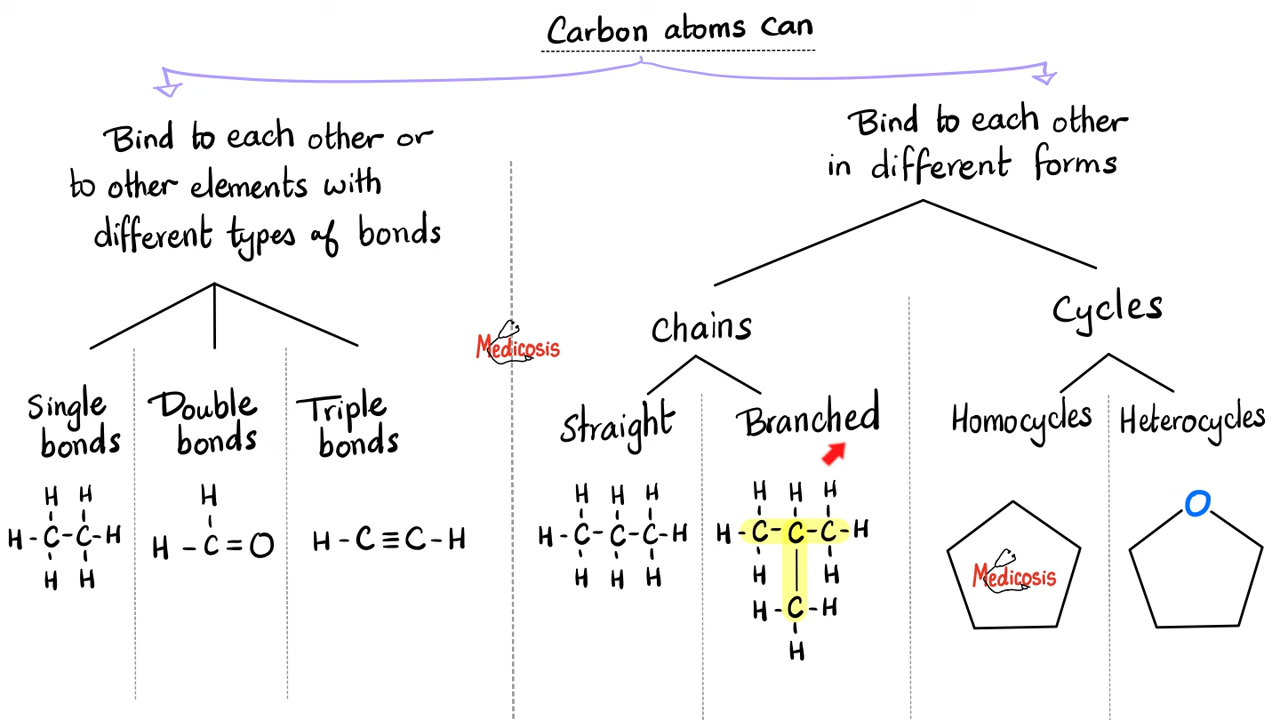 Carbon atoms can
Bind to each other or
to other elements with
different types of bonds
Bind to each other
in different forms
Chains
Cycles
Medicosis
Single
bonds
Double
bonds
Triple
bonds
Straight
Branched
Homocycles
Heterocycles
H H
H-C-C-H
H H
H
H-C=O
H-C≡C-H
H H H
H-C-C-C-H
H H H
H H H
H-C-C-C-H
H H
H-C-H
H
Medicosis
O